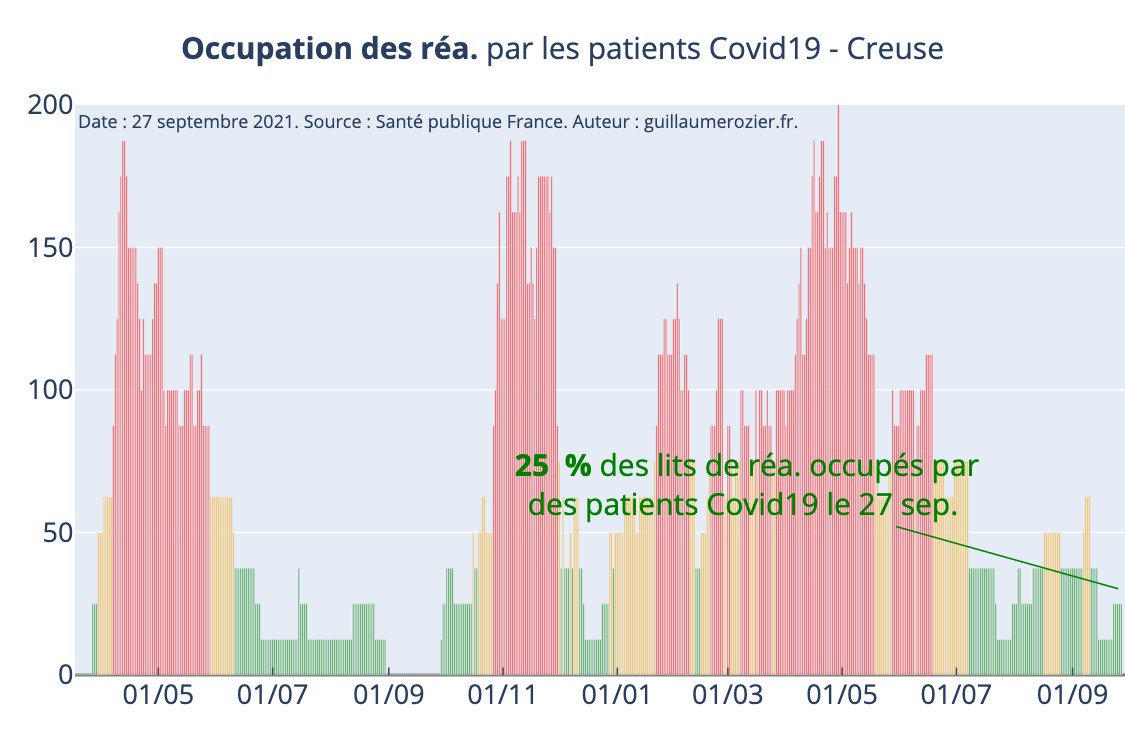 Occupation des réa. par les patients Covid19 - Creuse
200
Date : 27 septembre 2021. Source : Santé publique France. Auteur : guillaumerozier.fr.
150
100
25 % des lits de réa. occupés par
des patients Covid19 le 27 sep.
50
0
01/05 01/07 01/09 01/11 01/01 01/03 01/05 01/07 01/09